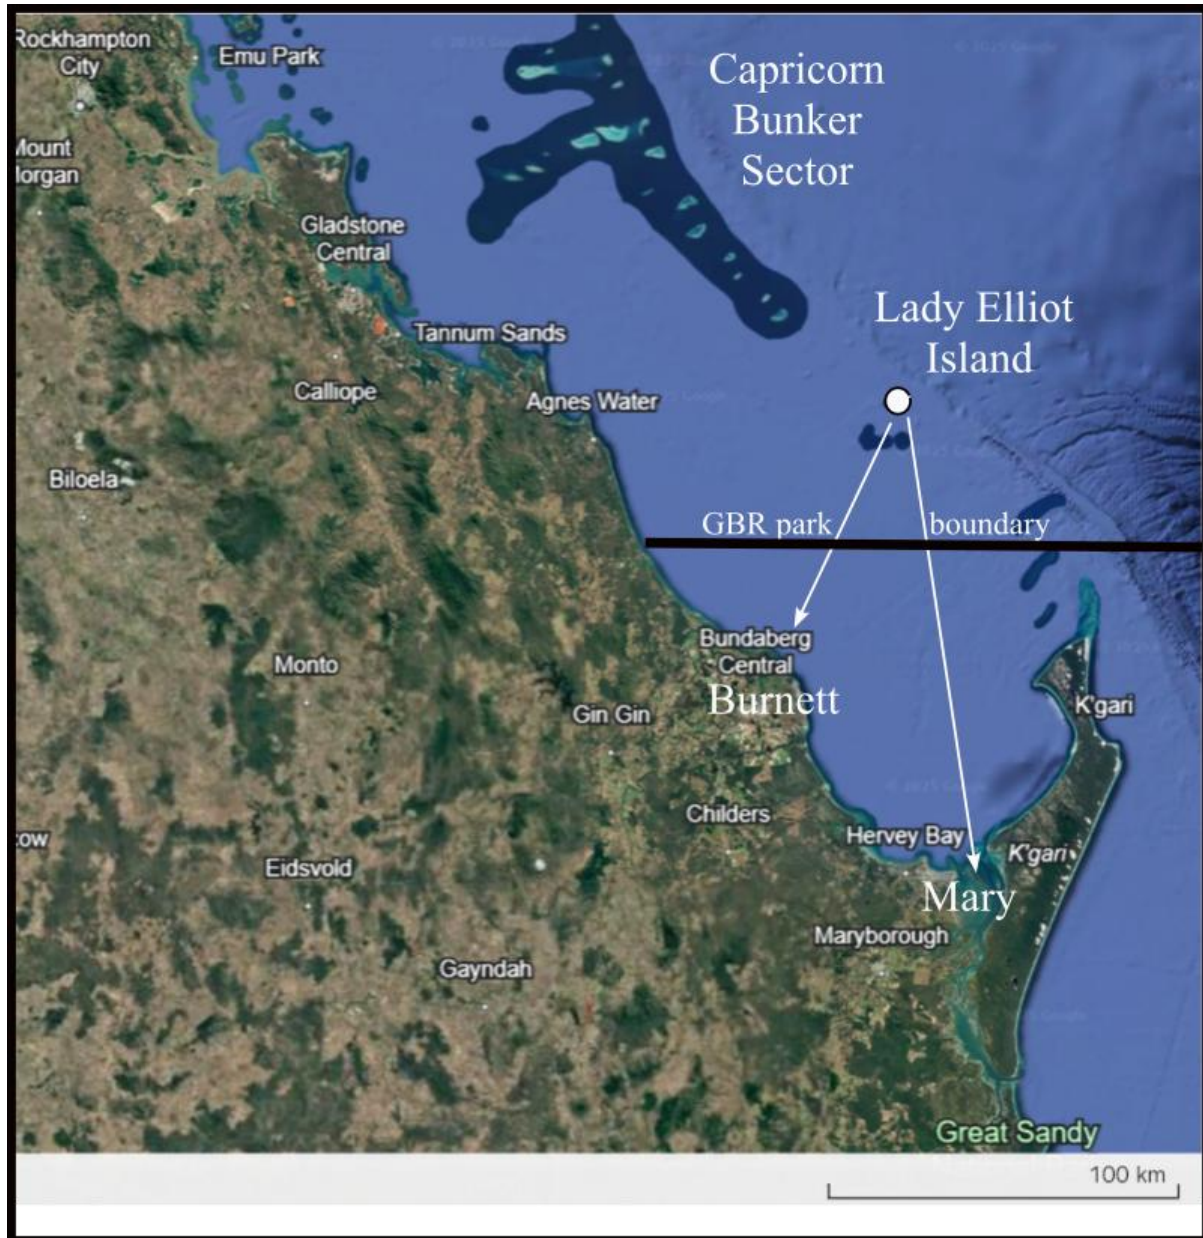 Rockhampton
City
Emu Park
Capricorn
Bunker
Sector
Mount
Morgan
Gladstone
Central
Lady Elliot
Island
Tannum Sands
Calliope
Agnes Water
Biloela
GBR park
boundary
Bundaberg
Central
Monto
Burnett
K'gari
Gin Gin
Childers
Hervey Bay
K'gari
Eidsvold
Mary
Maryborough
Gayndah
Great Sandy
100 km